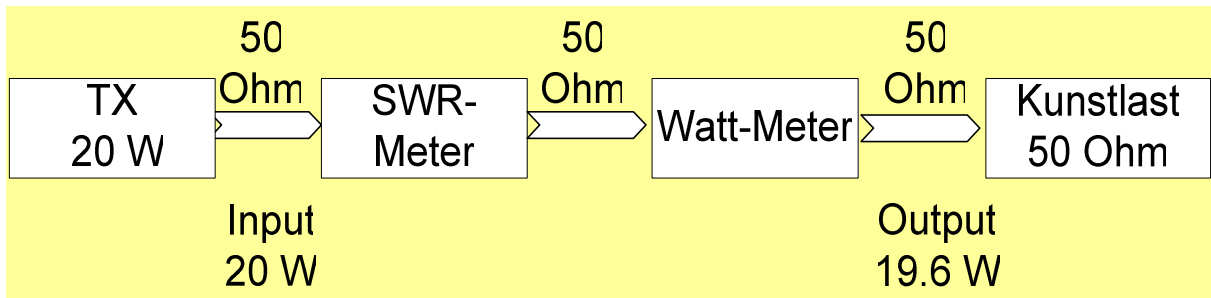 50
Ohm
50
Ohm
50
Ohm
TX
20 W
SWR-
Meter
Watt-Meter
Kunstlast
50 Ohm
Input
20 W
Output
19.6 W